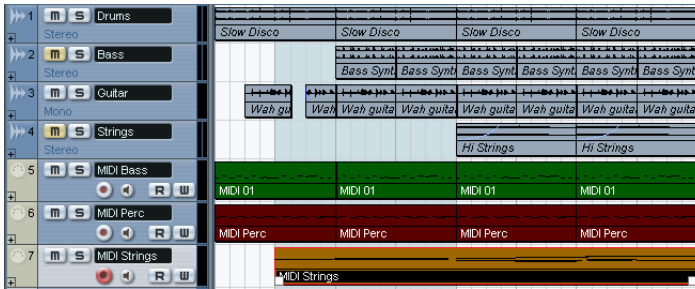 1 m S Drums
Stereo
Slow Disco Slow Disco Slow Disco Slow Disco
2 m S Bass
Stereo
Bass Synt Bass Synt Bass Synt Bass Synt Bass Synt Bass Synt
3 m S Guitar
Mono
Wah gui Wah Wah guita Wah guita Wah guita Wah guita Wah guita Wah guita
4 m S Strings
Stereo
Hi Strings Hi Strings
5 m S MIDI Bass
R W
MIDI 01 MIDI 01 MIDI 01 MIDI 01
6 m S MIDI Perc
R W
MIDI Perc MIDI Perc MIDI Perc MIDI Perc
7 m S MIDI Strings
R W
MIDI Strings